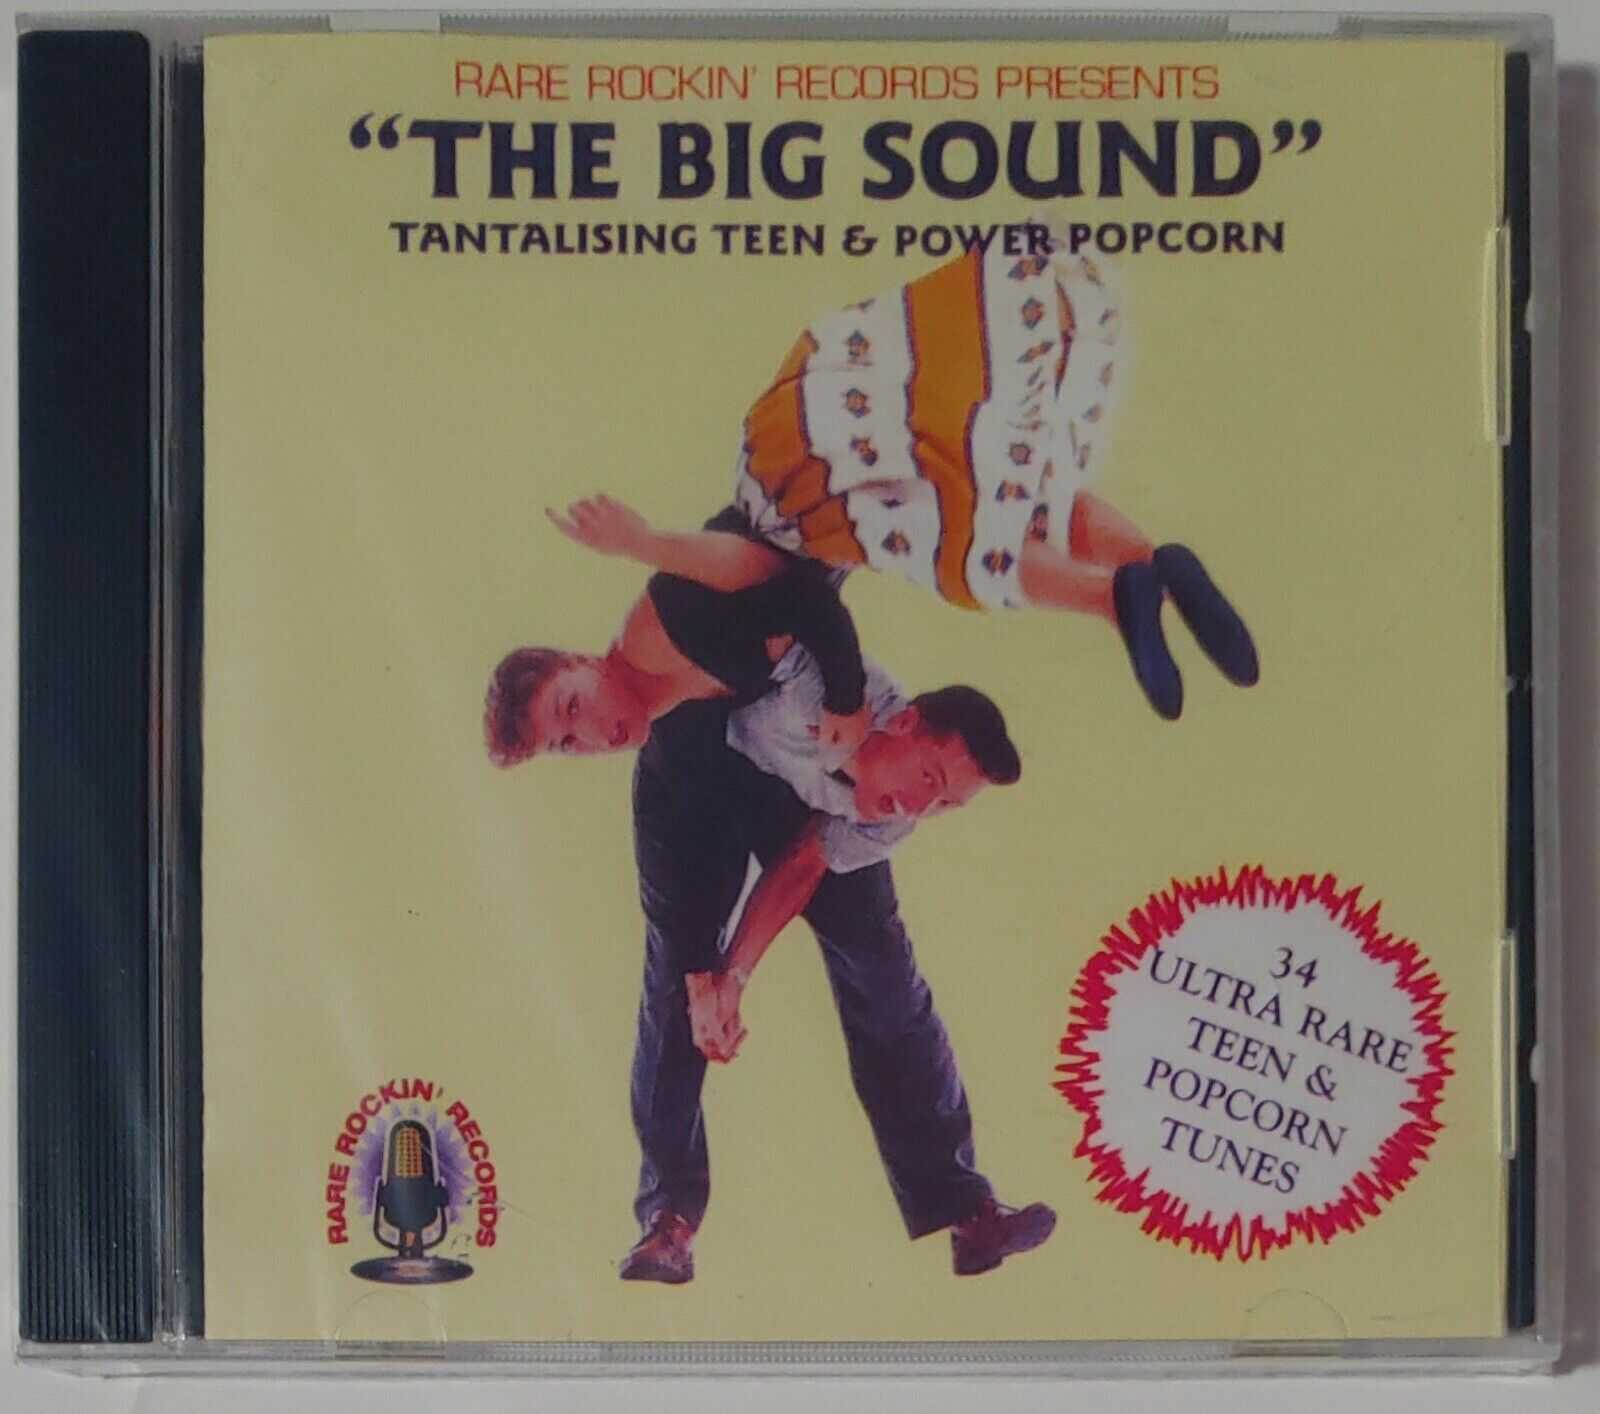 RARE ROCKIN' RECORDS PRESENTS
"THE BIG SOUND"
TANTALISING TEEN & POWER POPCORN
34
ULTRA RARE
TEEN &
POPCORN
TUNES
RARE ROCKIN' RECORDS